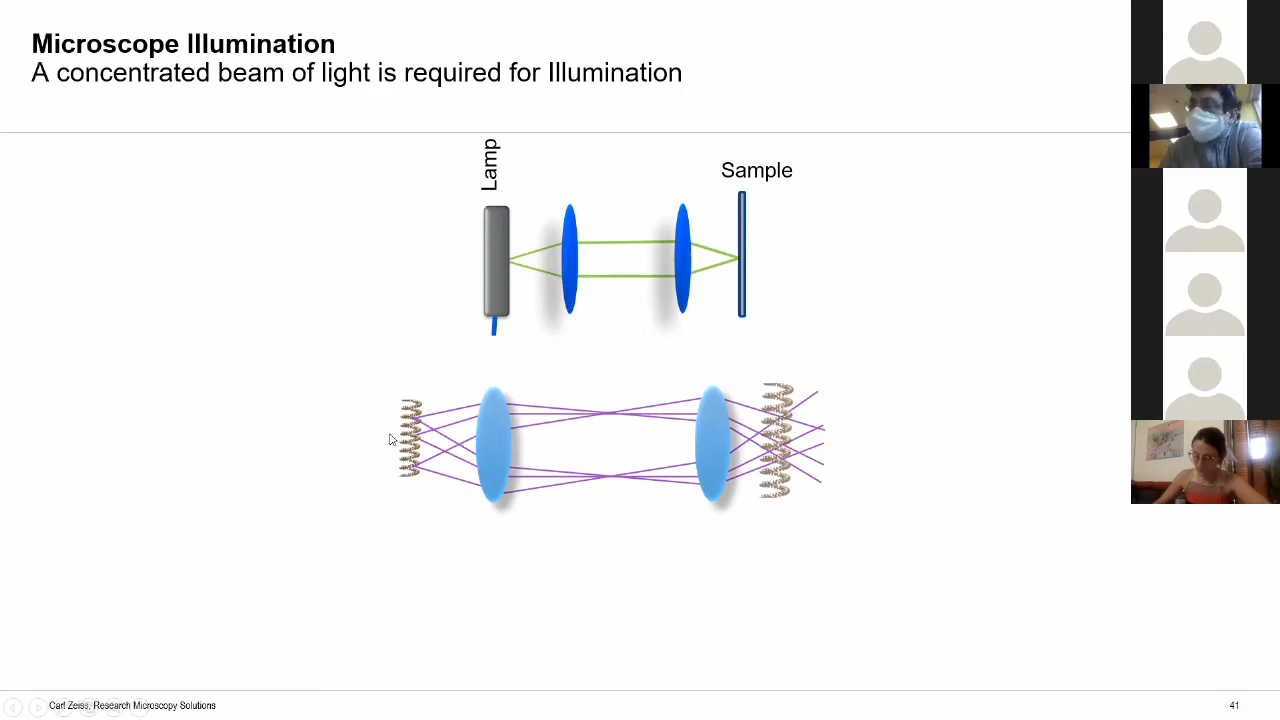 Microscope Illumination
A concentrated beam of light is required for Illumination
Lamp
Sample
Carl Zeiss, Research Microscopy Solutions
41